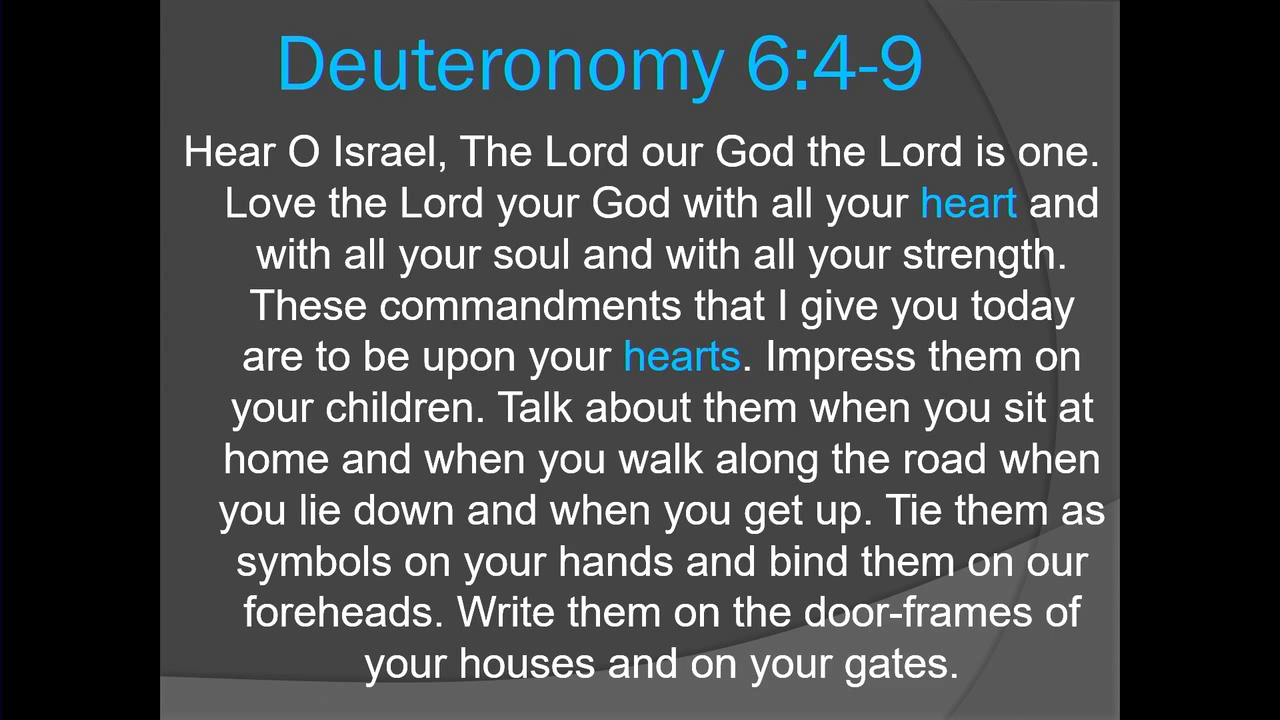 Deuteronomy 6:4-9
Hear O Israel, The Lord our God the Lord is one.
Love the Lord your God with all your heart and
with all your soul and with all your strength.
These commandments that I give you today
are to be upon your hearts. Impress them on
your children. Talk about them when you sit at
home and when you walk along the road when
you lie down and when you get up. Tie them as
symbols on your hands and bind them on our
foreheads. Write them on the door-frames of
your houses and on your gates.